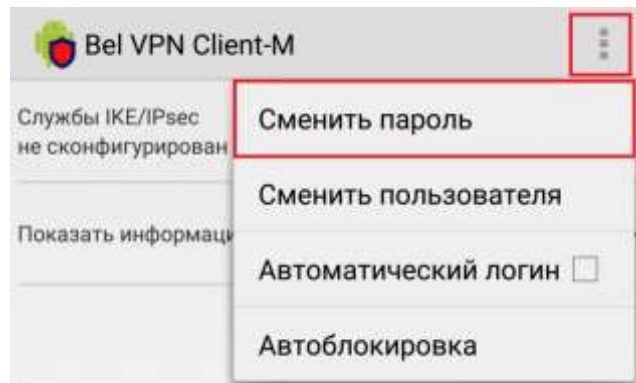 Bel VPN Client-M
Службы IKE/IPsec
не сконфигурирован
Показать информаци
Сменить пароль
Сменить пользователя
Автоматический логин
Автоблокировка